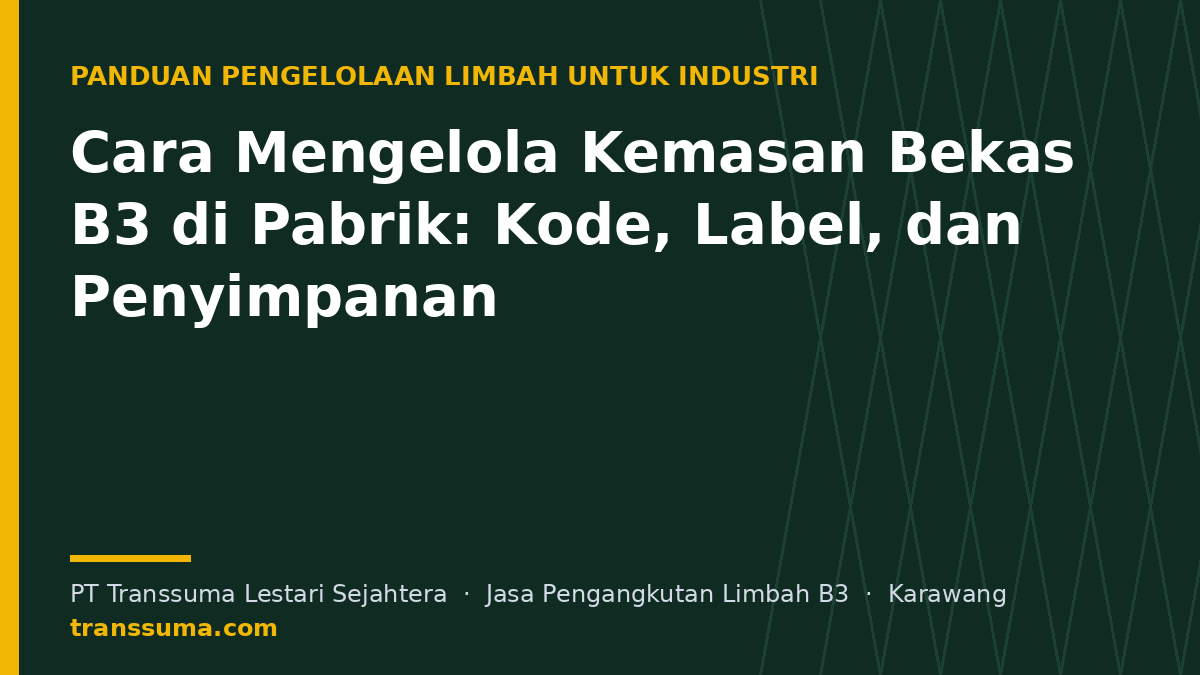 PANDUAN PENGELOLAAN LIMBAH UNTUK INDUSTRI
Cara Mengelola Kemasan Bekas
B3 di Pabrik: Kode, Label, dan
Penyimpanan
PT Transsuma Lestari Sejahtera · Jasa Pengangkutan Limbah B3 · Karawang
transsuma.com